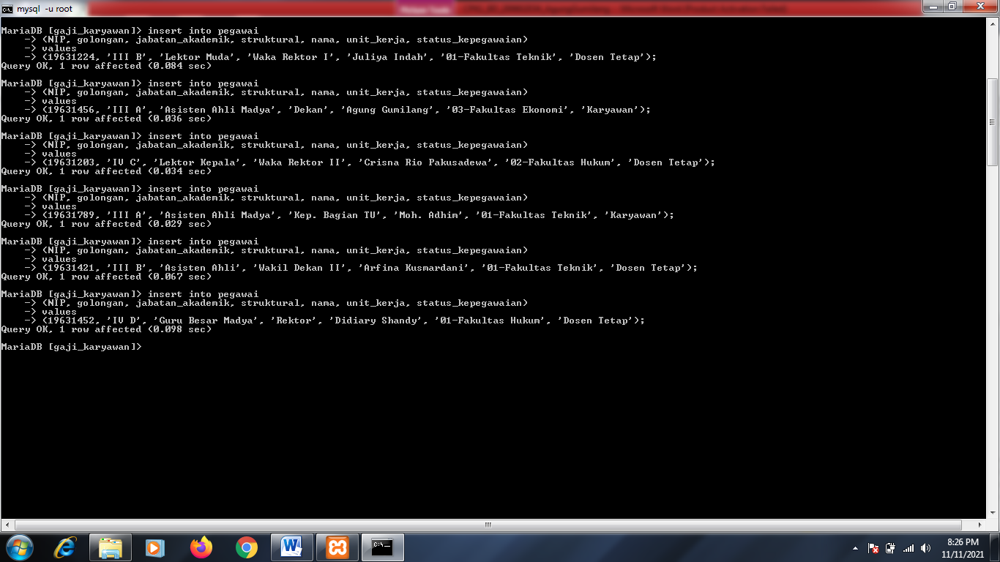 mysql -u root
MariaDB [gaji_karyawan]> insert into pegawai
-> (NIP, golongan, jabatan_akademik, struktural, nama, unit_kerja, status_kepegawaian)
-> values
-> (19631224, 'III B', 'Lektor Muda', 'Waka Rektor I', 'Juliya Indah', '01-Fakultas Teknik', 'Dosen Tetap');
Query OK, 1 row affected (0.084 sec)
MariaDB [gaji_karyawan]> insert into pegawai
-> (NIP, golongan, jabatan_akademik, struktural, nama, unit_kerja, status_kepegawaian)
-> values
-> (19631456, 'III A', 'Asisten Ahli Madya', 'Dekan', 'Agung Gumilang', '03-Fakultas Ekonomi', 'Karyawan');
Query OK, 1 row affected (0.036 sec)
MariaDB [gaji_karyawan]> insert into pegawai
-> (NIP, golongan, jabatan_akademik, struktural, nama, unit_kerja, status_kepegawaian)
-> values
-> (19631203, 'IV C', 'Lektor Kepala', 'Waka Rektor II', 'Crisna Rio Pakusadewa', '02-Fakultas Hukum', 'Dosen Tetap');
Query OK, 1 row affected (0.034 sec)
MariaDB [gaji_karyawan]> insert into pegawai
-> (NIP, golongan, jabatan_akademik, struktural, nama, unit_kerja, status_kepegawaian)
-> values
-> (19631789, 'III A', 'Asisten Ahli Madya', 'Kep. Bagian TU', 'Moh. Adhim', '01-Fakultas Teknik', 'Karyawan');
Query OK, 1 row affected (0.029 sec)
MariaDB [gaji_karyawan]> insert into pegawai
-> (NIP, golongan, jabatan_akademik, struktural, nama, unit_kerja, status_kepegawaian)
-> values
-> (19631421, 'III B', 'Asisten Ahli', 'Wakil Dekan II', 'Arfina Kusmardani', '01-Fakultas Teknik', 'Dosen Tetap');
Query OK, 1 row affected (0.067 sec)
MariaDB [gaji_karyawan]> insert into pegawai
-> (NIP, golongan, jabatan_akademik, struktural, nama, unit_kerja, status_kepegawaian)
-> values
-> (19631452, 'IV D', 'Guru Besar Madya', 'Rektor', 'Didiary Shandy', '01-Fakultas Hukum', 'Dosen Tetap');
Query OK, 1 row affected (0.098 sec)
MariaDB [gaji_karyawan]>
8:26 PM
11/11/2021